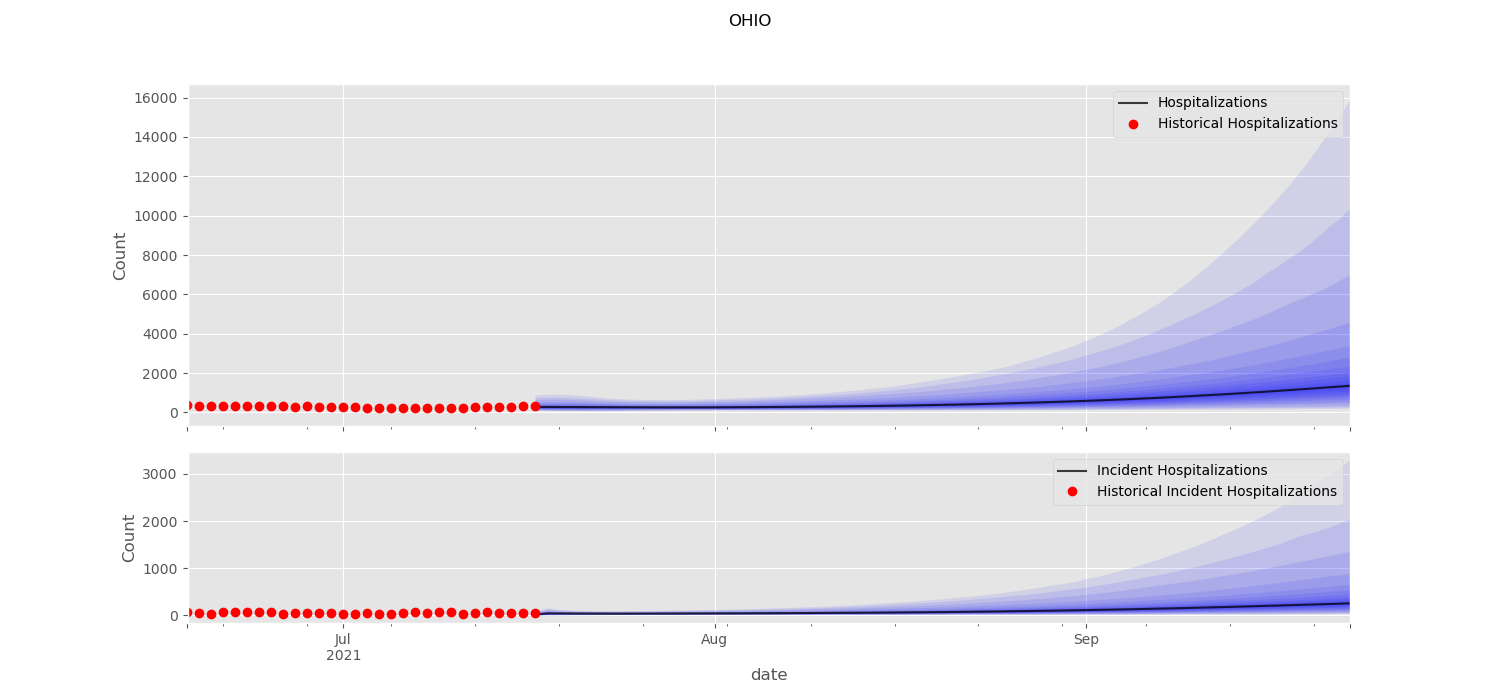 OHIO
16000
14000
12000
10000
8000
6000
4000
2000
0
Count
Hospitalizations
Historical Hospitalizations
3000
2000
1000
0
Count
Incident Hospitalizations
Historical Incident Hospitalizations
Jul
2021
Aug
Sep
date